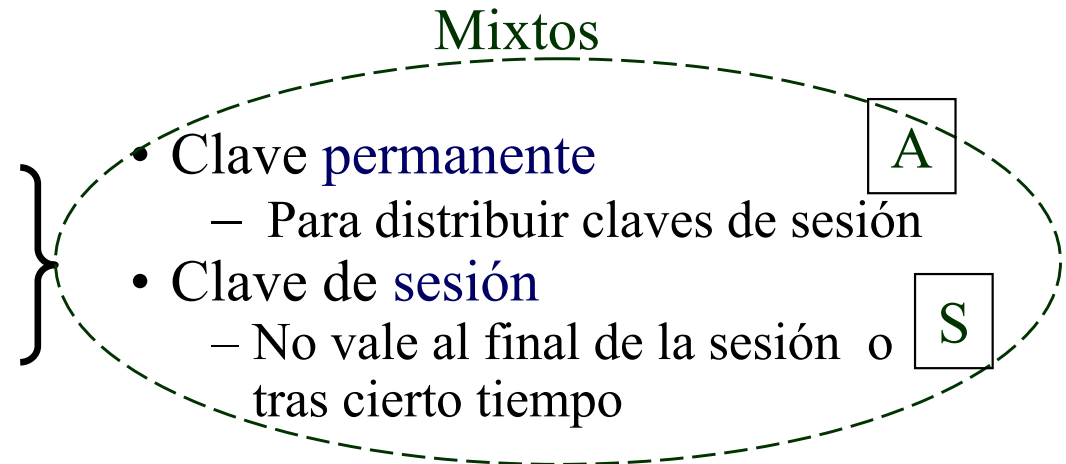 Mixtos
• Clave permanente
A
– Para distribuir claves de sesión
• Clave de sesión
S
– No vale al final de la sesión o
tras cierto tiempo